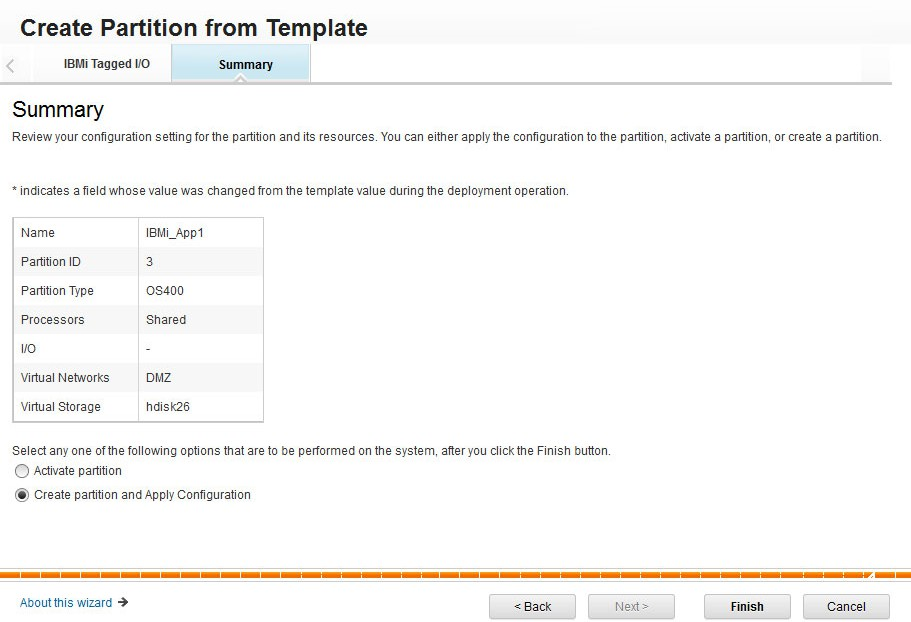 Create Partition from Template
IBMi Tagged I/O Summary
Summary
Review your configuration setting for the partition and its resources. You can either apply the configuration to the partition, activate a partition, or create a partition.
* indicates a field whose value was changed from the template value during the deployment operation.
Name IBMi_App1
Partition ID 3
Partition Type OS400
Processors Shared
I/O -
Virtual Networks DMZ
Virtual Storage hdisk26
Select any one of the following options that are to be performed on the system, after you click the Finish button.
Activate partition
Create partition and Apply Configuration
About this wizard → < Back Next > Finish Cancel